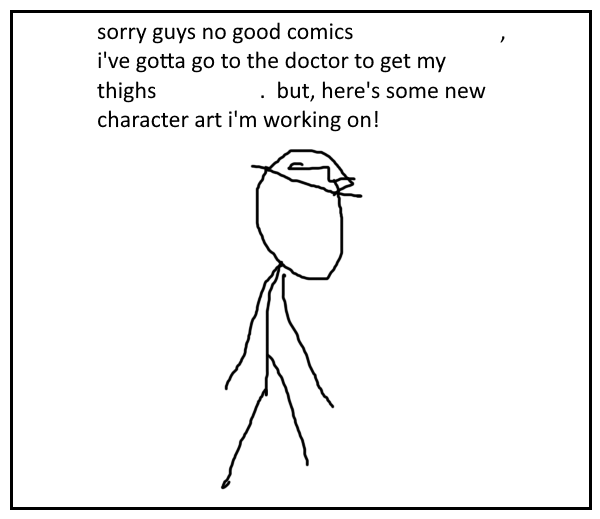 sorry guys no good comics ,
i've gotta go to the doctor to get my
thighs . but, here's some new
character art i'm working on!